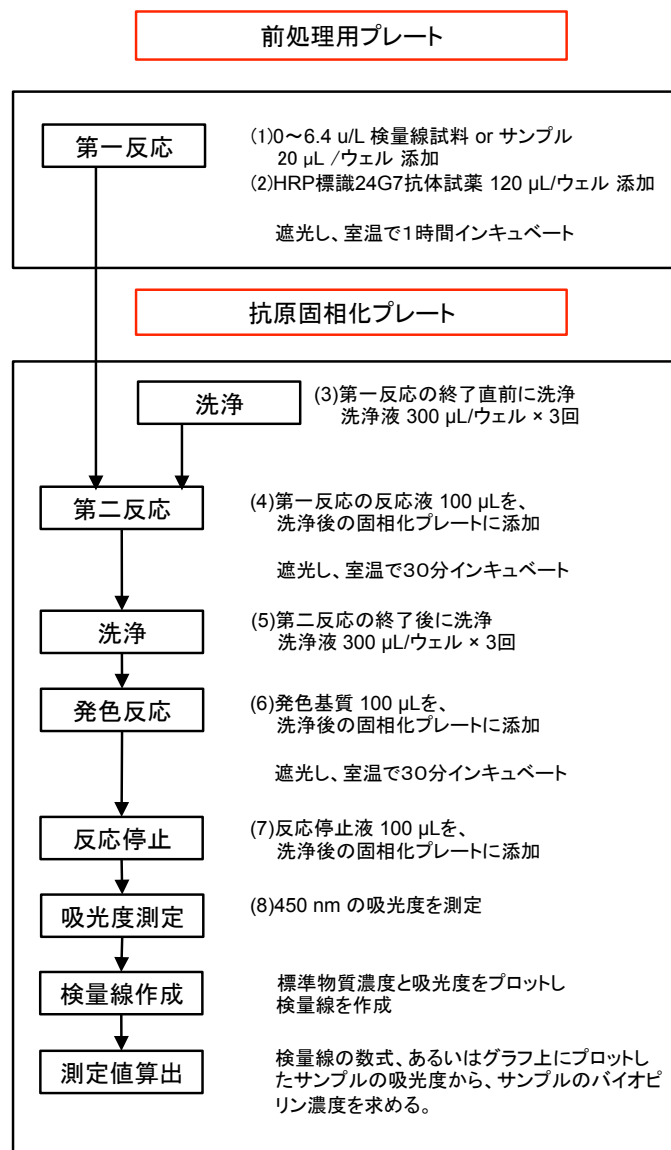 前処理用プレート
第一反応
(1)0～6.4 u/L 検量線試料 or サンプル
20 μL /ウェル 添加
(2)HRP標識24G7抗体試薬 120 μL/ウェル 添加
遮光し、室温で1時間インキュベート
抗原固相化プレート
洗浄
(3)第一反応の終了直前に洗浄
洗浄液 300 μL/ウェル × 3回
第二反応
(4)第一反応の反応液 100 μLを、
洗浄後の固相化プレートに添加
遮光し、室温で30分インキュベート
洗浄
(5)第二反応の終了後に洗浄
洗浄液 300 μL/ウェル × 3回
発色反応
(6)発色基質 100 μLを、
洗浄後の固相化プレートに添加
遮光し、室温で30分インキュベート
反応停止
(7)反応停止液 100 μLを、
洗浄後の固相化プレートに添加
吸光度測定
(8)450 nm の吸光度を測定
検量線作成
標準物質濃度と吸光度をプロットし
検量線を作成
測定値算出
検量線の数式、あるいはグラフ上にプロットし
たサンプルの吸光度から、サンプルのバイオピ
リン濃度を求める。